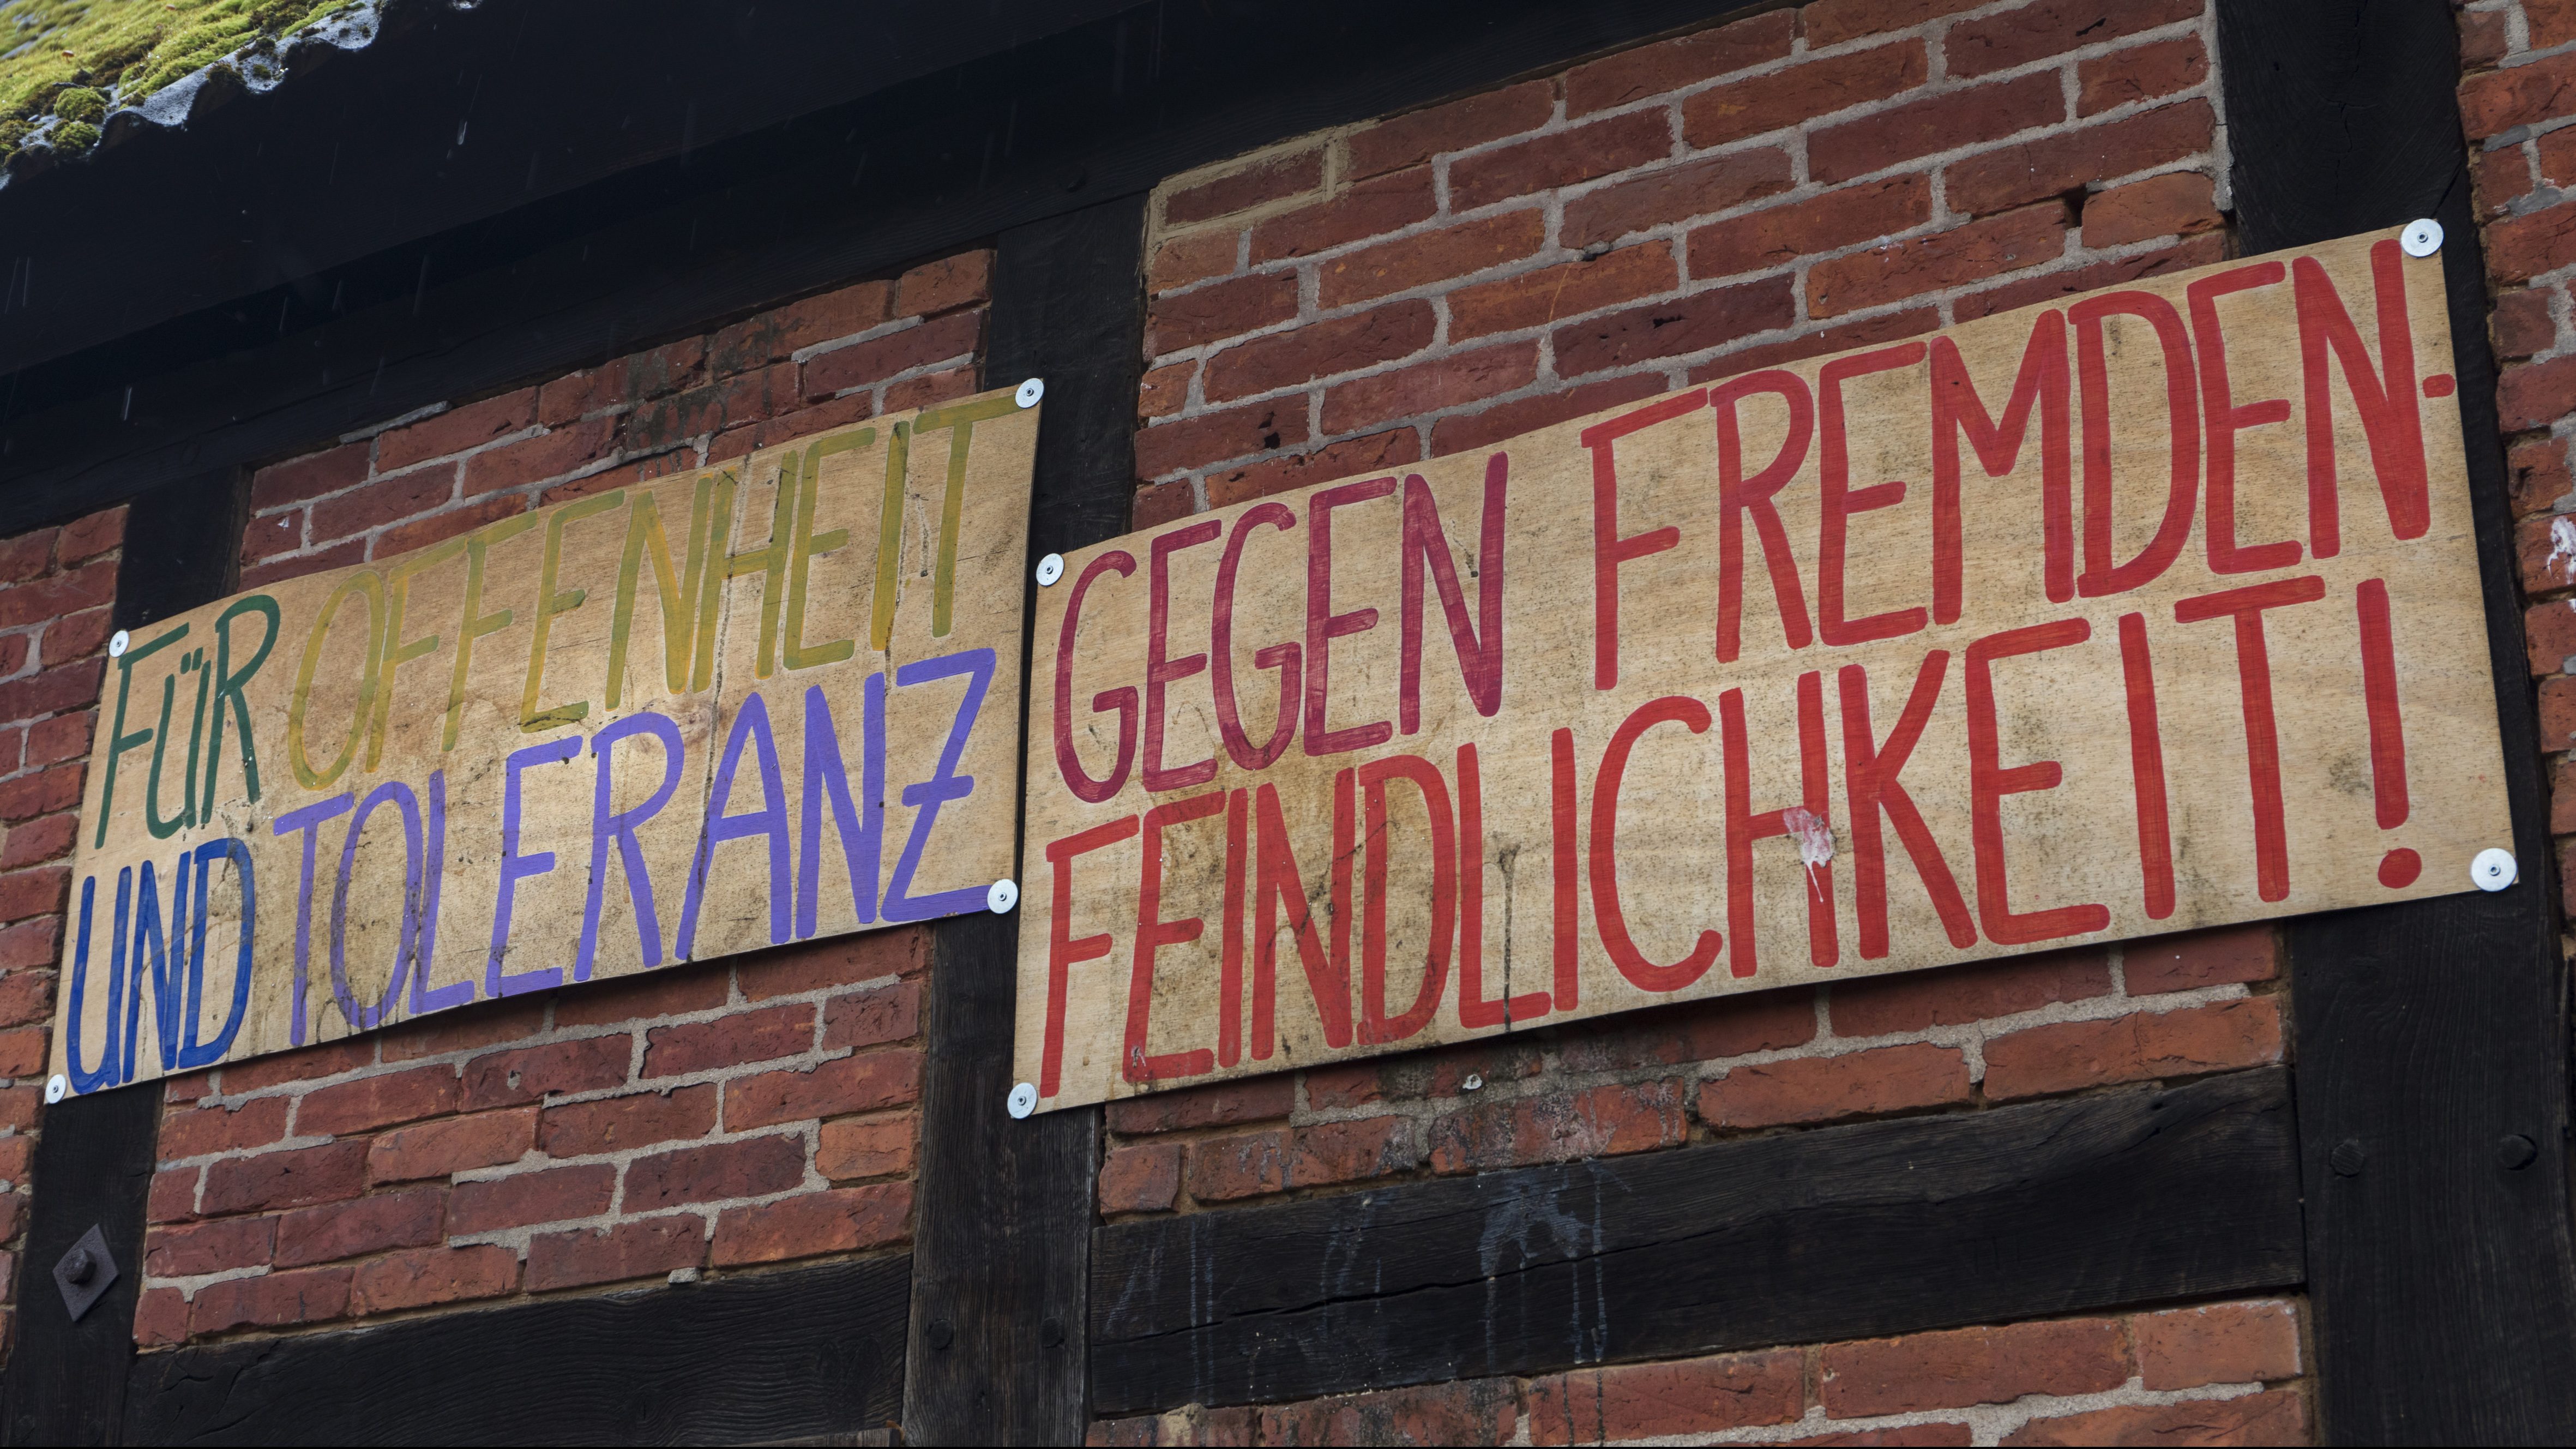 FÜR OFFENHEIT
UND TOLERANZ
GEGEN FREMDEN-
FEINDLICHKEIT!